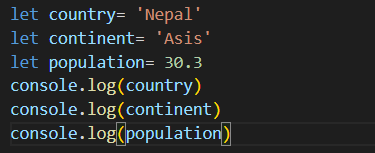 let country= 'Nepal'
let continent= 'Asis'
let population= 30.3
console.log(country)
console.log(continent)
console.log(population)